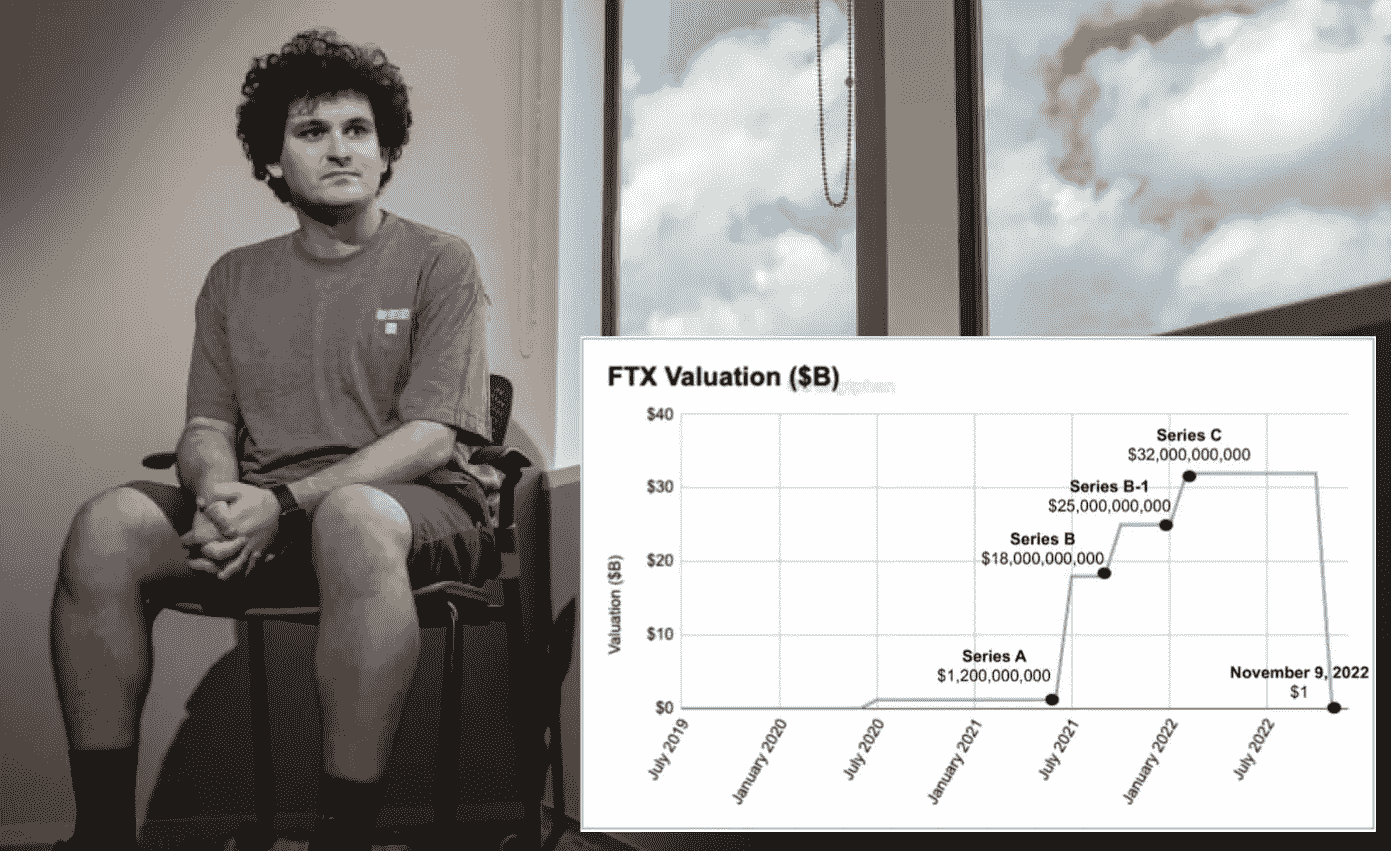 FTX Valuation ($B)
$40
$30
$20
$10
$0
Valuation ($B)
Series A
$1,200,000,000
Series B
$18,000,000,000
Series B-1
$25,000,000,000
Series C
$32,000,000,000
November 9, 2022
$1
July 2019
January 2020
July 2020
January 2021
July 2021
January 2022
July 2022